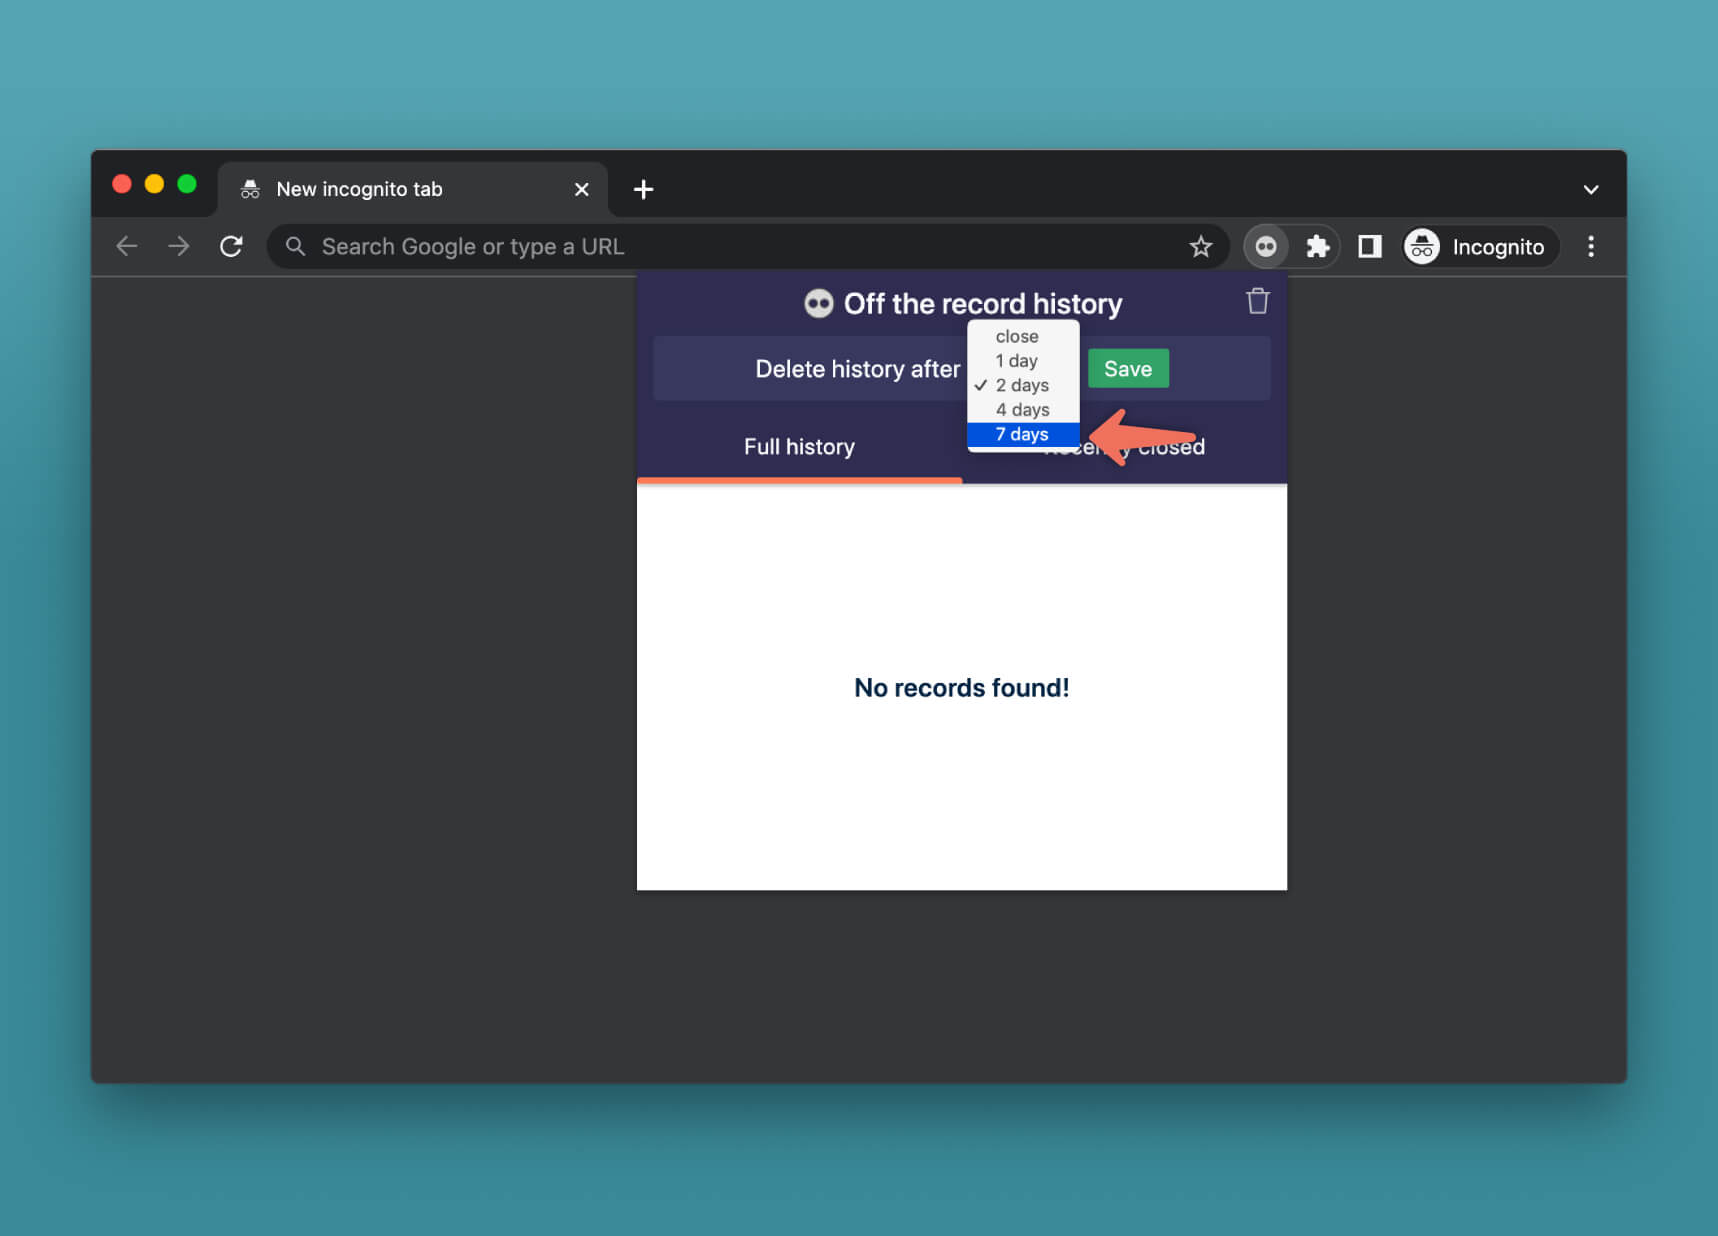 New incognito tab
Search Google or type a URL
Incognito
Off the record history
close
Delete history after
1 day
Save
✓ 2 days
4 days
7 days
Full history
closed
No records found!